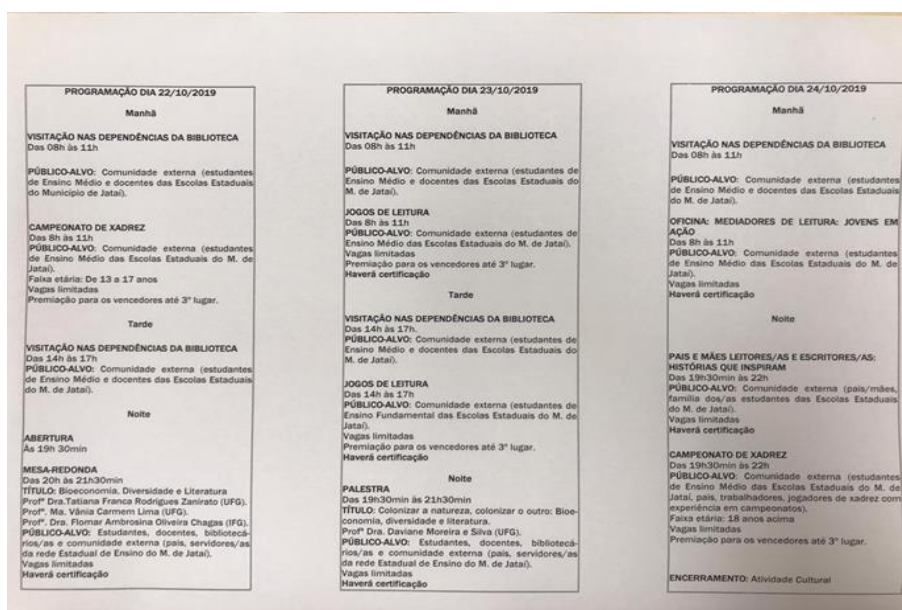 PROGRAMAÇÃO DIA 22/10/2019
Manhã
VISITAÇÃO NAS DEPENDÊNCIAS DA BIBLIOTECA
Das 08h às 11h
PÚBLICO-ALVO: Comunidade externa (estudantes
de Ensino Médio e docentes das Escolas Estaduais
do Município de Jataí).
CAMPEONATO DE XADREZ
Das 8h às 11h
PÚBLICO-ALVO: Comunidade externa (estudantes
de Ensino Médio das Escolas Estaduais do M. de
Jataí).
Faixa etária: De 13 a 17 anos
Vagas limitadas
Premiação para os vencedores até 3º lugar.
Tarde
VISITAÇÃO NAS DEPENDÊNCIAS DA BIBLIOTECA
Das 14h às 17h
PÚBLICO-ALVO: Comunidade externa (estudantes
de Ensino Médio e docentes das Escolas Estaduais
do M. de Jataí).
Noite
ABERTURA
Às 19h 30min
MESA-REDONDA
Das 20h às 21h30min
TÍTULO: Bioeconomia, Diversidade e Literatura
Profª Dra.Tatiana Franca Rodrigues Zanirato (UFG).
Profª. Ma. Vânia Carmem Lima (UFG).
Profª. Dra. Flomar Ambrosina Oliveira Chagas (IFG).
PÚBLICO-ALVO: Estudantes, docentes, bibliotecá-
rios/as e comunidade externa (pais, servidores/as
da rede Estadual de Ensino do M. de Jataí).
Vagas limitadas
Haverá certificação
PROGRAMAÇÃO DIA 23/10/2019
Manhã
VISITAÇÃO NAS DEPENDÊNCIAS DA BIBLIOTECA
Das 08h às 11h
PÚBLICO-ALVO: Comunidade externa (estudantes de
Ensino Médio e docentes das Escolas Estaduais do
M. de Jataí).
JOGOS DE LEITURA
Das 8h às 11h
PÚBLICO-ALVO: Comunidade externa (estudantes de
Ensino Médio das Escolas Estaduais do M. de Jataí).
Vagas limitadas
Premiação para os vencedores até 3º lugar.
Haverá certificação
Tarde
VISITAÇÃO NAS DEPENDÊNCIAS DA BIBLIOTECA
Das 14h às 17h.
PÚBLICO-ALVO: Comunidade externa (estudantes de
Ensino Médio e docentes das Escolas Estaduais do
M. de Jataí).
JOGOS DE LEITURA
Das 14h às 17h
PÚBLICO-ALVO: Comunidade externa (estudantes de
Ensino Fundamental das Escolas Estaduais do M. de
Jataí).
Vagas limitadas
Premiação para os vencedores até 3º lugar.
Haverá certificação
Noite
PALESTRA
Das 19h30min às 21h30min
TÍTULO: Colonizar a natureza, colonizar o outro: Bioe-
conomia, diversidade e literatura.
Profª Dra. Daviane Moreira e Silva (UFG).
PÚBLICO-ALVO: Estudantes, docentes, bibliotecá-
rios/as e comunidade externa (pais, servidores/as
da rede Estadual de Ensino do M. de Jataí).
Vagas limitadas
Haverá certificação
PROGRAMAÇÃO DIA 24/10/2019
Manhã
VISITAÇÃO NAS DEPENDÊNCIAS DA BIBLIOTECA
Das 08h às 11h
PÚBLICO-ALVO: Comunidade externa (estudantes
de Ensino Médio e docentes das Escolas Estaduais
do M. de Jataí).
OFICINA: MEDIADORES DE LEITURA: JOVENS EM
AÇÃO
Das 8h às 11h
PÚBLICO-ALVO: Comunidade externa (estudantes
de Ensino Médio das Escolas Estaduais do M. de
Jataí).
Vagas limitadas
Haverá certificação
Noite
PAIS E MÃES LEITORES/AS E ESCRITORES/AS:
HISTÓRIAS QUE INSPIRAM
Das 19h30min às 22h
PÚBLICO-ALVO: Comunidade externa (pais/mães,
família dos/as estudantes das Escolas Estaduais
do M. de Jataí).
Vagas limitadas
Haverá certificação
CAMPEONATO DE XADREZ
Das 19h30min às 22h
PÚBLICO-ALVO: Comunidade externa (estudantes
de Ensino Médio das Escolas Estaduais do M. de
Jataí, pais, trabalhadores, jogadores de xadrez com
experiência em campeonatos).
Faixa etária: 18 anos acima
Vagas limitadas
Premiação para os vencedores até 3º lugar.
ENCERRAMENTO: Atividade Cultural